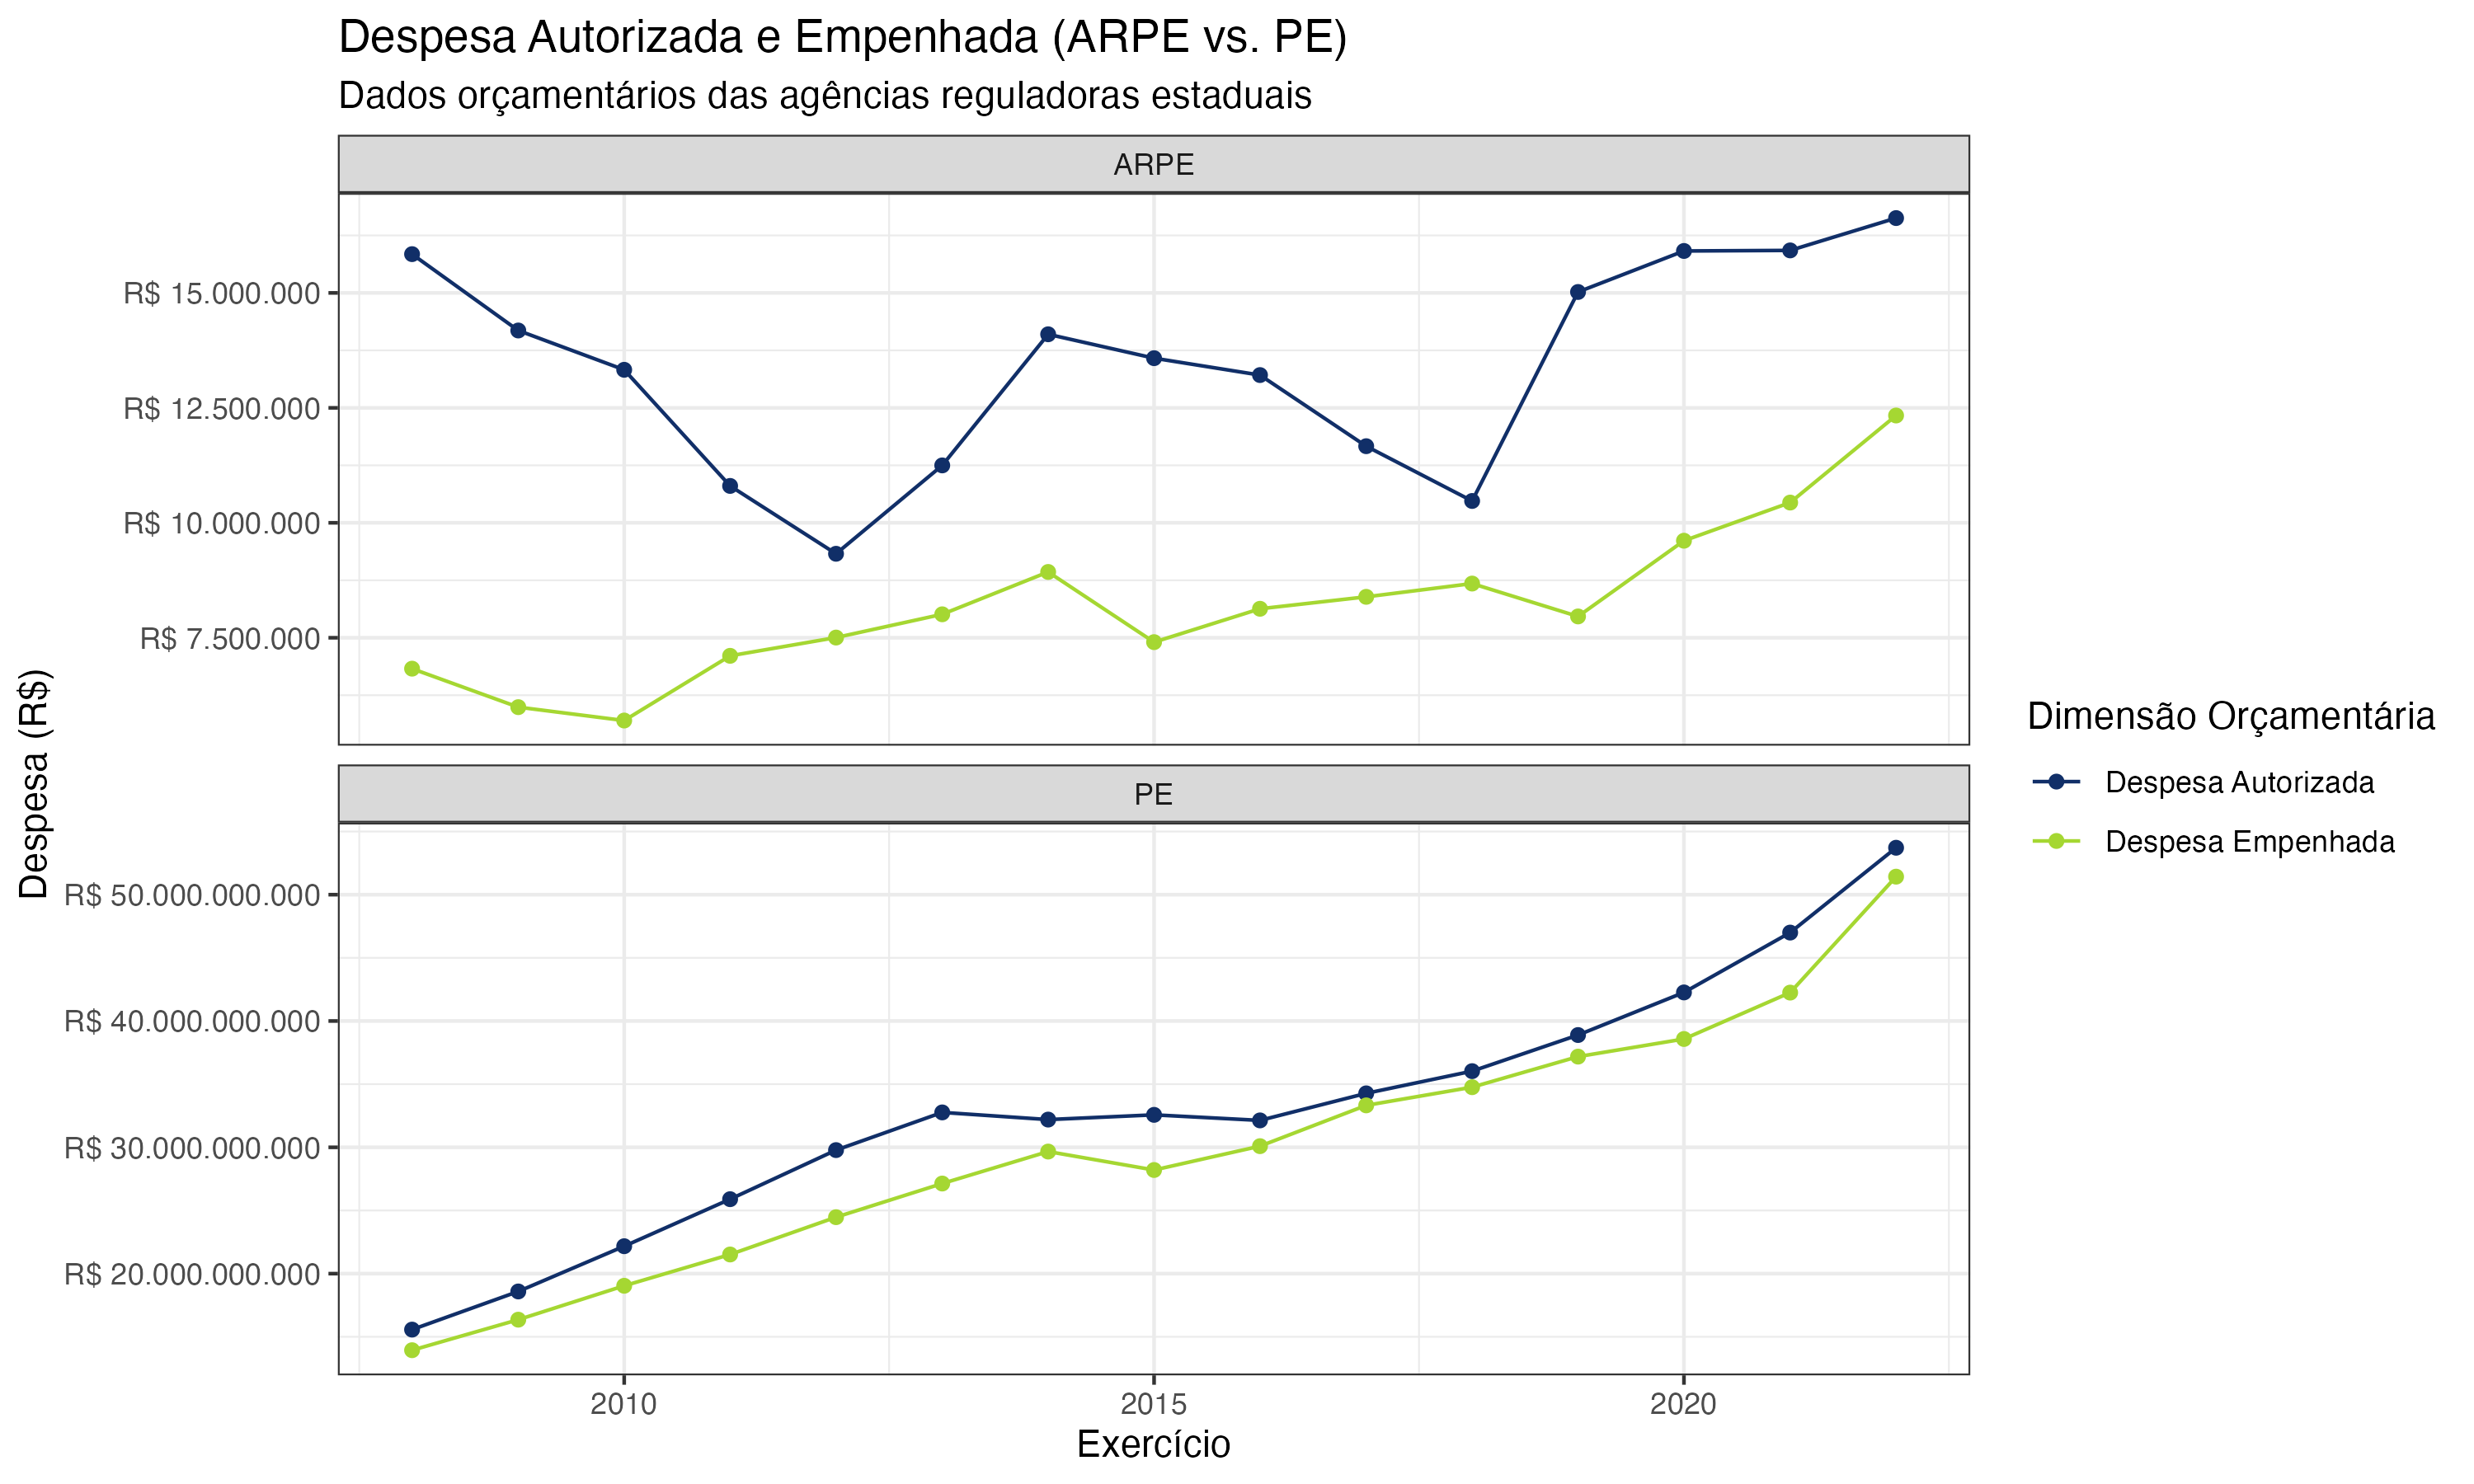 Despesa Autorizada e Empenhada (ARPE vs. PE)
Dados orçamentários das agências reguladoras estaduais
ARPE
R$ 15.000.000
R$ 12.500.000
R$ 10.000.000
R$ 7.500.000
PE
R$ 50.000.000.000
R$ 40.000.000.000
R$ 30.000.000.000
R$ 20.000.000.000
Despesa (R$)
2010
2015
2020
Exercício
Dimensão Orçamentária
Despesa Autorizada
Despesa Empenhada